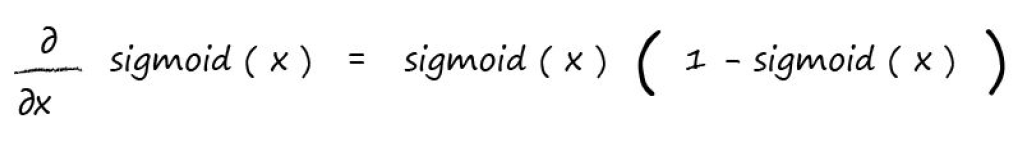 ∂/∂x sigmoid ( x ) = sigmoid ( x ) ( 1 - sigmoid ( x ) )